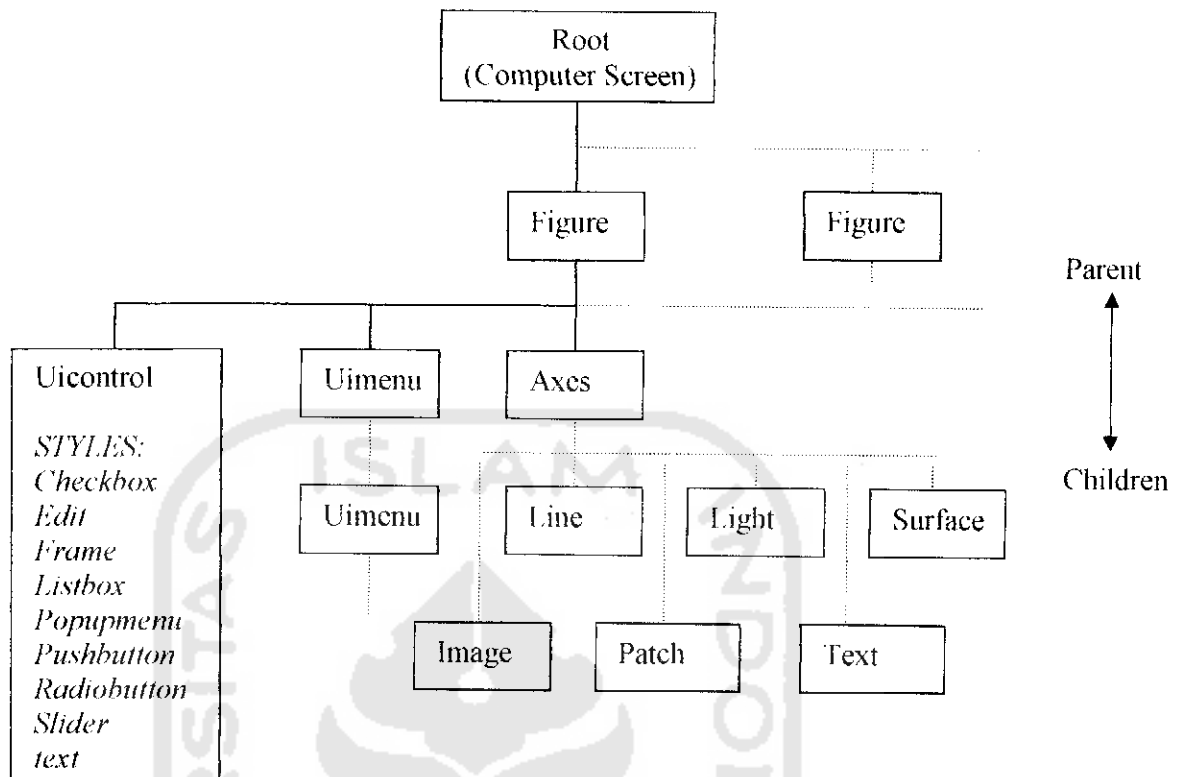 Root
(Computer Screen)
Figure
Figure
Parent
Uicontrol
Uimenu
Axes
STYLES:
Checkbox
Edit
Frame
Listbox
Popupmenu
Pushbutton
Radiobutton
Slider
text
Children
Uimenu
Line
Light
Surface
Image
Patch
Text
ISLAM